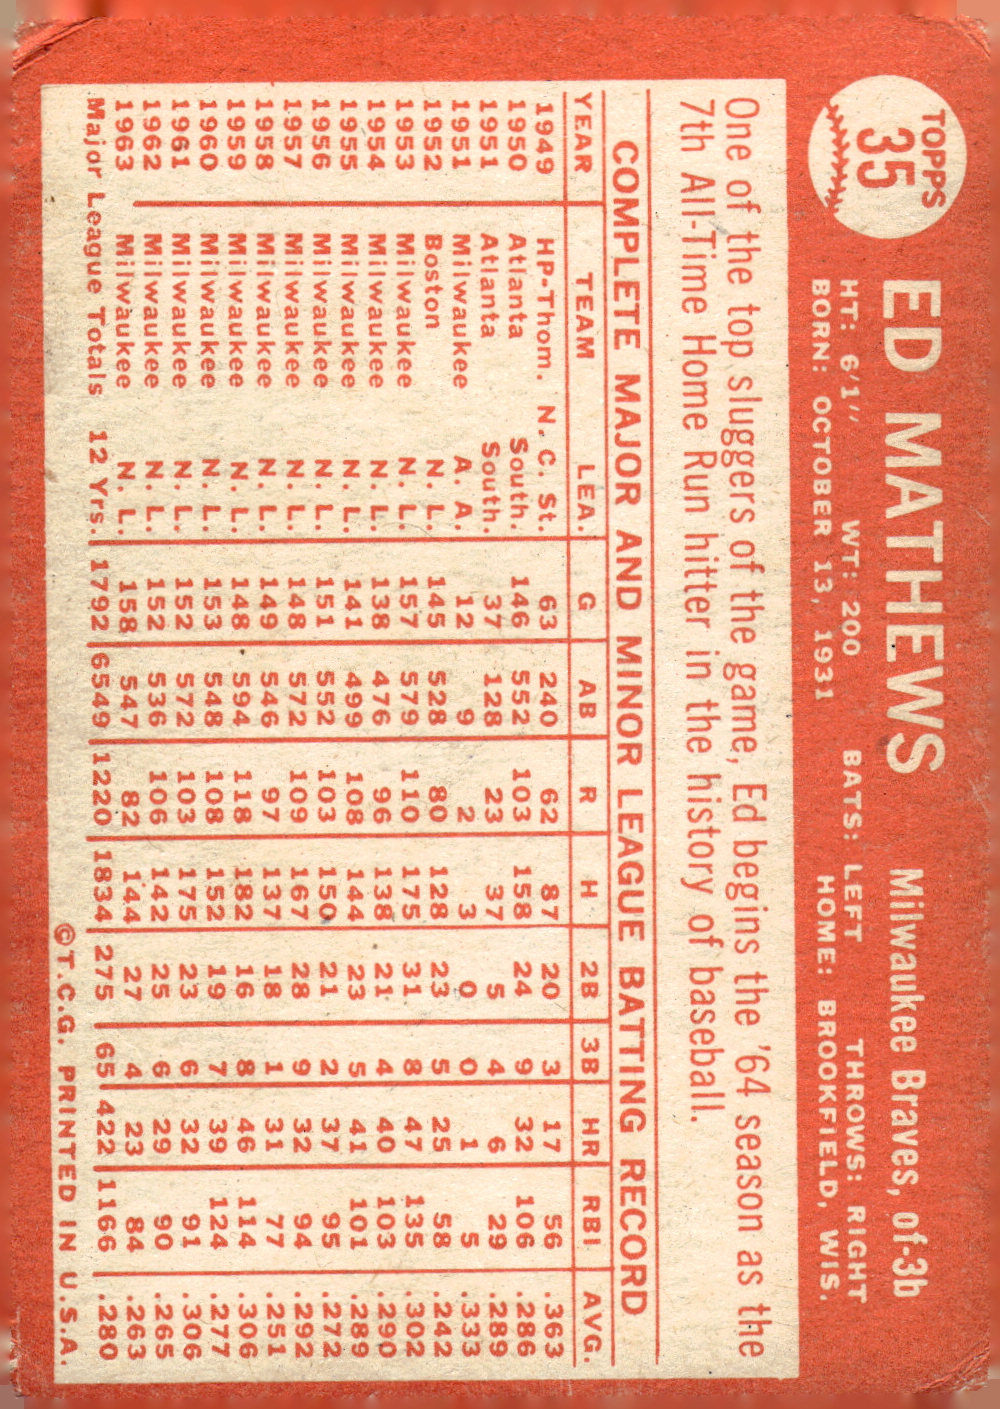 TOPPS
35
ED MATHEWS Milwaukee Braves, of-3b
HT: 6'1" WT: 200 BATS: LEFT THROWS: RIGHT
BORN: OCTOBER 13, 1931 HOME: BROOKFIELD, WIS.
One of the top sluggers of the game, Ed begins the '64 season as the
7th All-Time Home Run hitter in the history of baseball.
COMPLETE MAJOR AND MINOR LEAGUE BATTING RECORD
YEAR TEAM LEA. G AB R H 2B 3B HR RBI AVG.
1949 HP-Thom. N. C. St. 63 240 62 87 20 3 17 56 .363
1950 Atlanta South. 146 552 103 158 24 9 32 106 .286
1951 Atlanta South. 37 128 23 37 5 4 6 29 .289
1951 Milwaukee A. A. 12 9 2 3 0 0 1 5 .333
1952 Boston N. L. 145 528 80 128 23 5 25 58 .242
1953 Milwaukee N. L. 157 579 110 175 31 8 47 135 .302
1954 Milwaukee N. L. 138 476 96 138 21 4 40 103 .290
1955 Milwaukee N. L. 141 499 108 144 23 5 41 101 .289
1956 Milwaukee N. L. 151 552 103 150 21 2 37 95 .272
1957 Milwaukee N. L. 148 572 109 167 28 9 32 94 .292
1958 Milwaukee N. L. 149 546 97 137 18 1 31 77 .251
1959 Milwaukee N. L. 148 594 118 182 16 8 46 114 .306
1960 Milwaukee N. L. 153 548 108 152 19 7 39 124 .277
1961 Milwaukee N. L. 152 572 103 175 23 6 32 91 .306
1962 Milwaukee N. L. 152 536 106 142 25 6 29 90 .265
1963 Milwaukee N. L. 158 547 82 144 27 4 23 84 .263
Major League Totals 12 Yrs. 1792 6549 1220 1834 275 65 422 1166 .280
©T.C.G. PRINTED IN U.S.A.